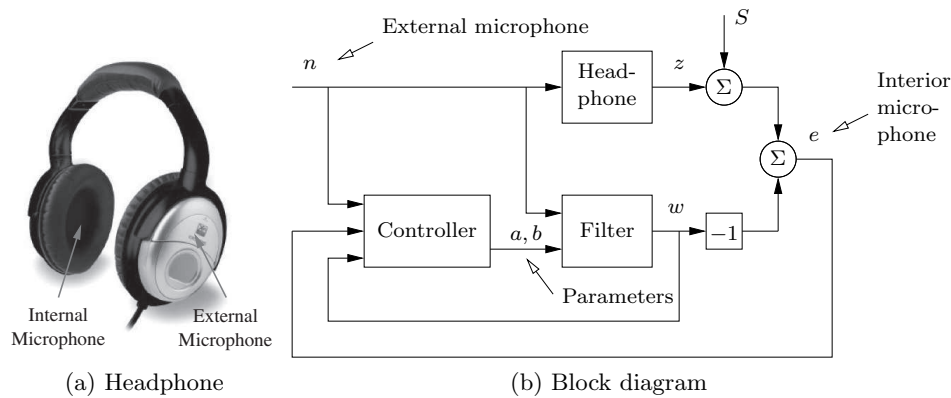 Internal
Microphone
External
Microphone
(a) Headphone
n
External microphone
Head-
phone
z
S
Σ
Interior
micro-
phone
e
Σ
Controller
a, b
Filter
w
−1
Parameters
(b) Block diagram